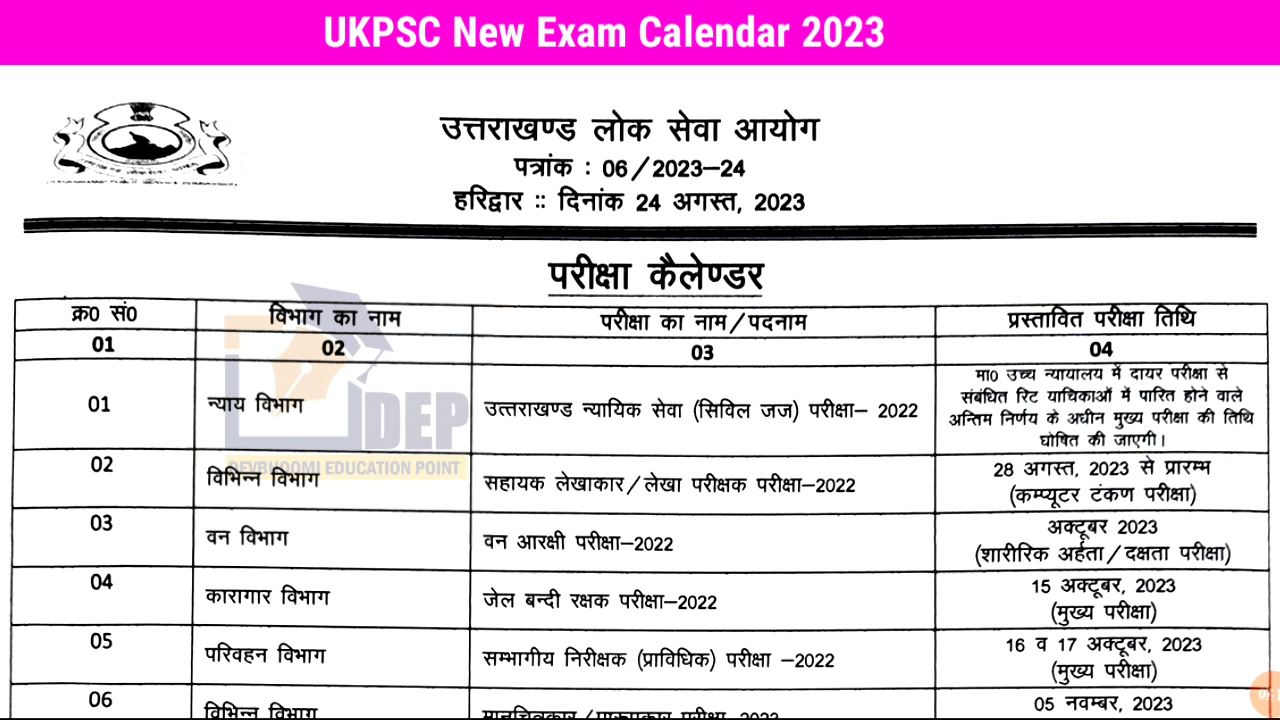 UKPSC New Exam Calendar 2023
उत्तराखण्ड लोक सेवा आयोग
पत्रांक : 06/2023–24
हरिद्वार :: दिनांक 24 अगस्त, 2023
परीक्षा कैलेण्डर
क्र0 सं0 विभाग का नाम परीक्षा का नाम/पदनाम प्रस्तावित परीक्षा तिथि
01 02 03 04
01 न्याय विभाग उत्तराखण्ड न्यायिक सेवा (सिविल जज) परीक्षा– 2022 मा0 उच्च न्यायालय में दायर परीक्षा से
संबंधित रिट याचिकाओं में पारित होने वाले
अन्तिम निर्णय के अधीन मुख्य परीक्षा की तिथि
घोषित की जाएगी।
DEP
DEVBHOOMI EDUCATION POINT
02 विभिन्न विभाग सहायक लेखाकार/लेखा परीक्षक परीक्षा–2022 28 अगस्त, 2023 से प्रारम्भ
(कम्प्यूटर टंकण परीक्षा)
03 वन विभाग वन आरक्षी परीक्षा–2022 अक्टूबर 2023
(शारीरिक अर्हता/दक्षता परीक्षा)
04 कारागार विभाग जेल बन्दी रक्षक परीक्षा–2022 15 अक्टूबर, 2023
(मुख्य परीक्षा)
05 परिवहन विभाग सम्भागीय निरीक्षक (प्राविधिक) परीक्षा –2022 16 व 17 अक्टूबर, 2023
(मुख्य परीक्षा)
06 विभिन्न विभाग मानचित्रकार/प्रारूपकार परीक्षा–2023 05 नवम्बर, 2023